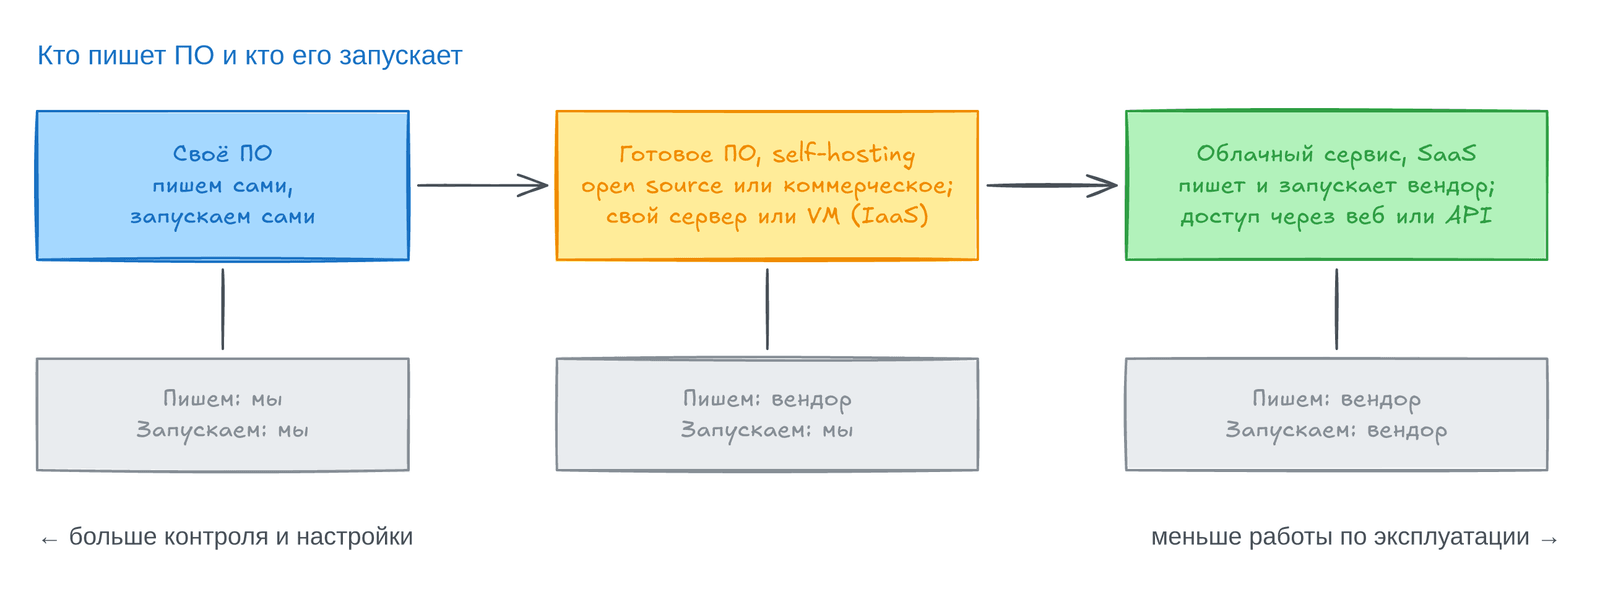 Кто пишет ПО и кто его запускает
Своё ПО
пишем сами,
запускаем сами
Готовое ПО, self-hosting
open source или коммерческое;
свой сервер или VM (IaaS)
Облачный сервис, SaaS
пишет и запускает вендор;
доступ через веб или API
Пишем: мы
Запускаем: мы
Пишем: вендор
Запускаем: мы
Пишем: вендор
Запускаем: вендор
← больше контроля и настройки
меньше работы по эксплуатации →